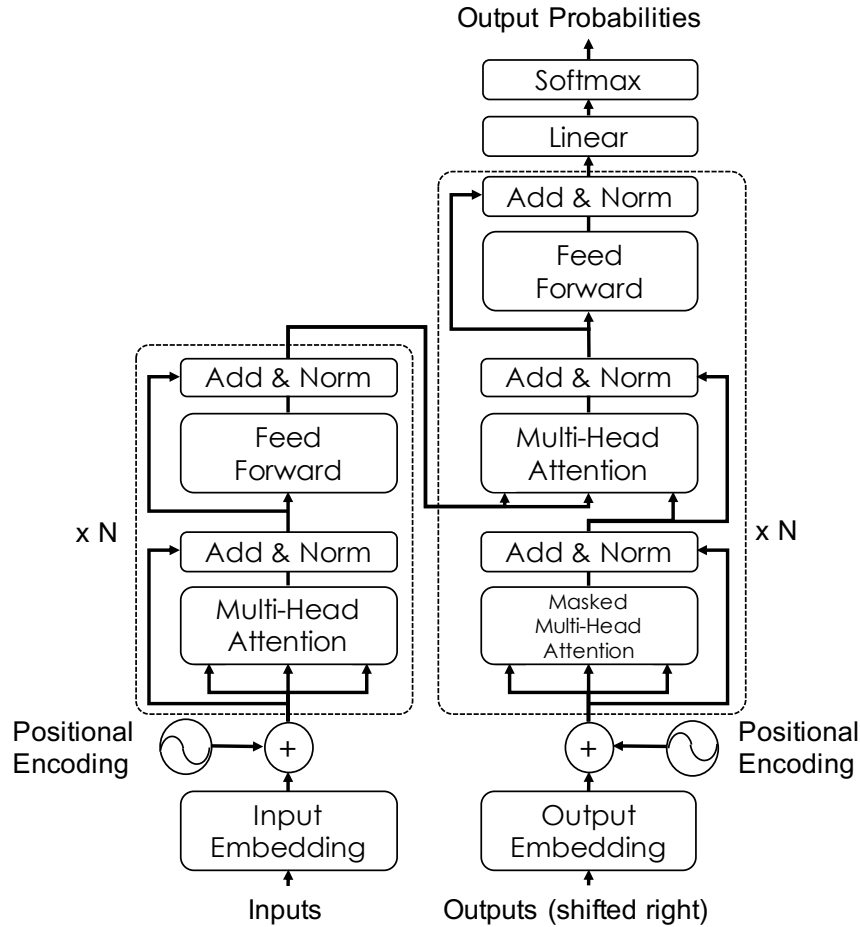 Output Probabilities
Softmax
Linear
Add & Norm
Feed
Forward
Add & Norm
Multi-Head
Attention
Add & Norm
Masked
Multi-Head
Attention
x N
Add & Norm
Feed
Forward
Add & Norm
Multi-Head
Attention
x N
Positional
Encoding
+
+
Positional
Encoding
Input
Embedding
Output
Embedding
Inputs
Outputs (shifted right)